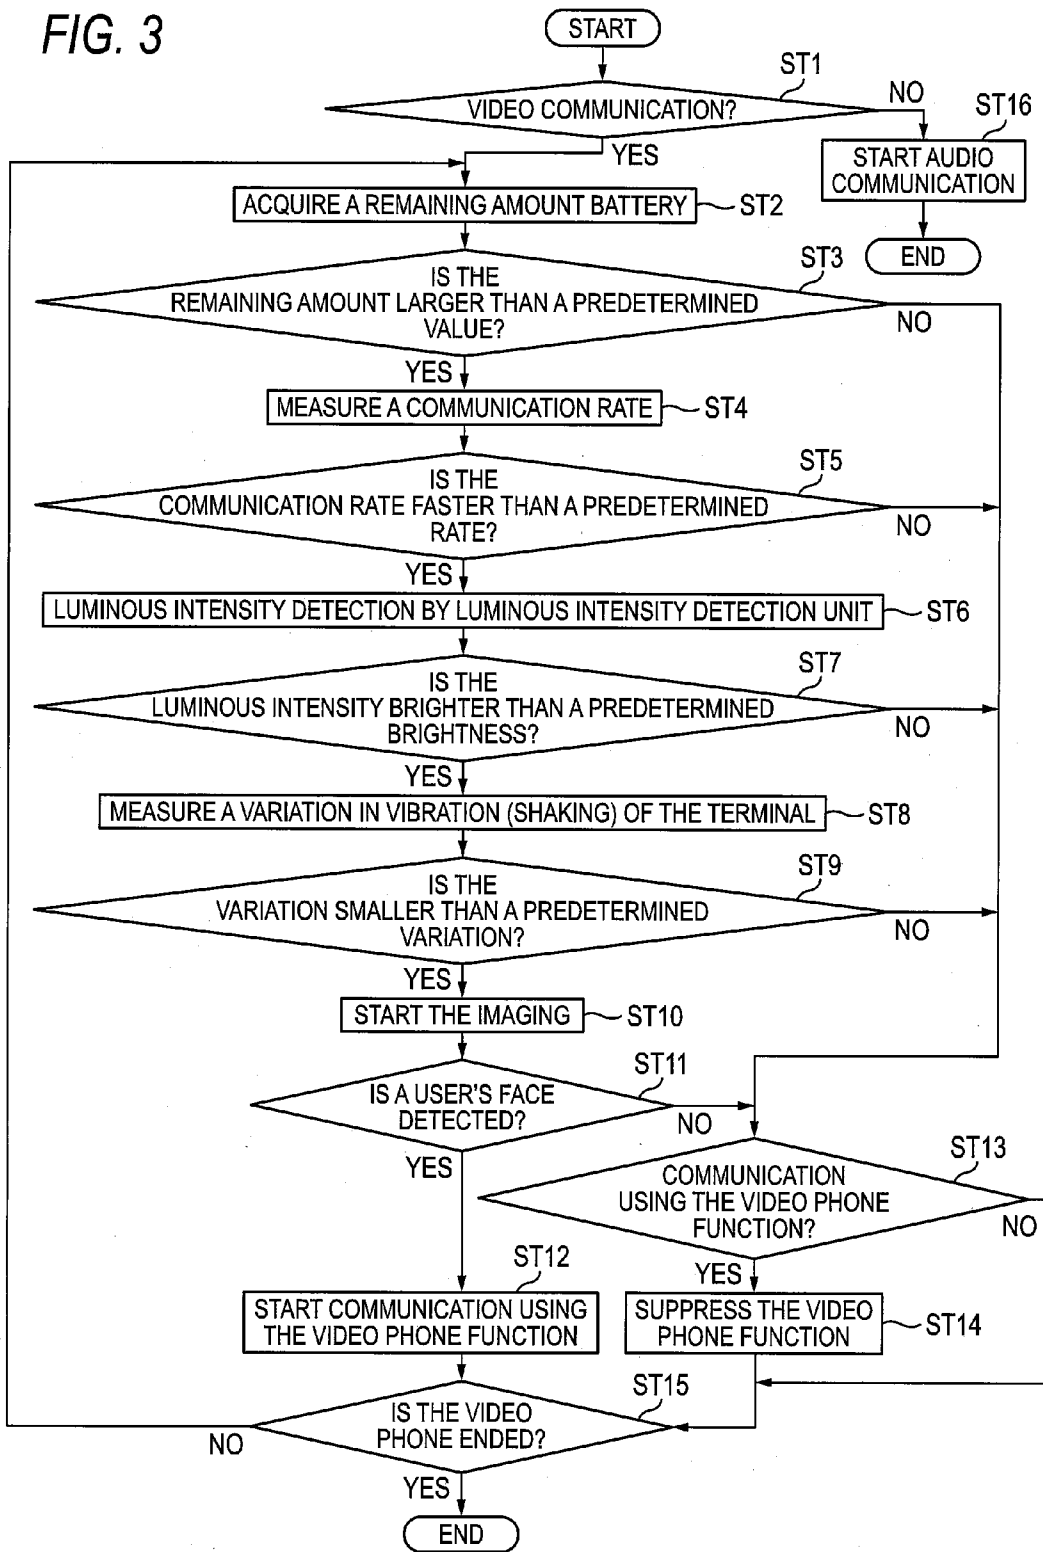 FIG. 3
START
ST1
VIDEO COMMUNICATION?
NO
ST16
YES
START AUDIO
COMMUNICATION
ACQUIRE A REMAINING AMOUNT BATTERY
ST2
END
ST3
IS THE
REMAINING AMOUNT LARGER THAN A PREDETERMINED
VALUE?
NO
YES
MEASURE A COMMUNICATION RATE
ST4
ST5
IS THE
COMMUNICATION RATE FASTER THAN A PREDETERMINED
RATE?
NO
YES
LUMINOUS INTENSITY DETECTION BY LUMINOUS INTENSITY DETECTION UNIT
ST6
ST7
IS THE
LUMINOUS INTENSITY BRIGHTER THAN A PREDETERMINED
BRIGHTNESS?
NO
YES
MEASURE A VARIATION IN VIBRATION (SHAKING) OF THE TERMINAL
ST8
ST9
IS THE
VARIATION SMALLER THAN A PREDETERMINED
VARIATION?
NO
YES
START THE IMAGING
ST10
ST11
IS A USER'S FACE
DETECTED?
NO
YES
ST13
COMMUNICATION
USING THE VIDEO PHONE
FUNCTION?
NO
YES
ST12
START COMMUNICATION USING
THE VIDEO PHONE FUNCTION
SUPPRESS THE VIDEO
PHONE FUNCTION
ST14
ST15
IS THE VIDEO
PHONE ENDED?
NO
YES
END